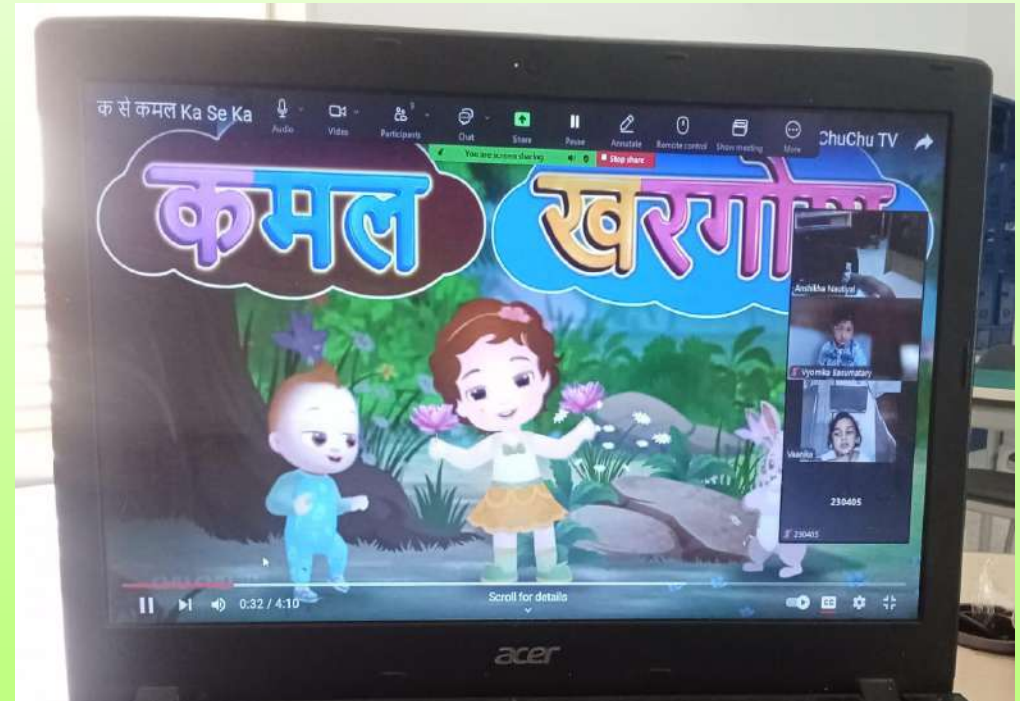 क से कमल Ka Se Ka
Audio
Video
Participants
Chat
Share
Pause
Annotate
Remote control
Show meeting
More
ChuChu TV
You are screen sharing
Stop share
कमल
खरगो
Anshikha Nautiyal
Vyomika Basumatary
Vaanika
230405
230405
0:32 / 4:10
Scroll for details
CC
acer